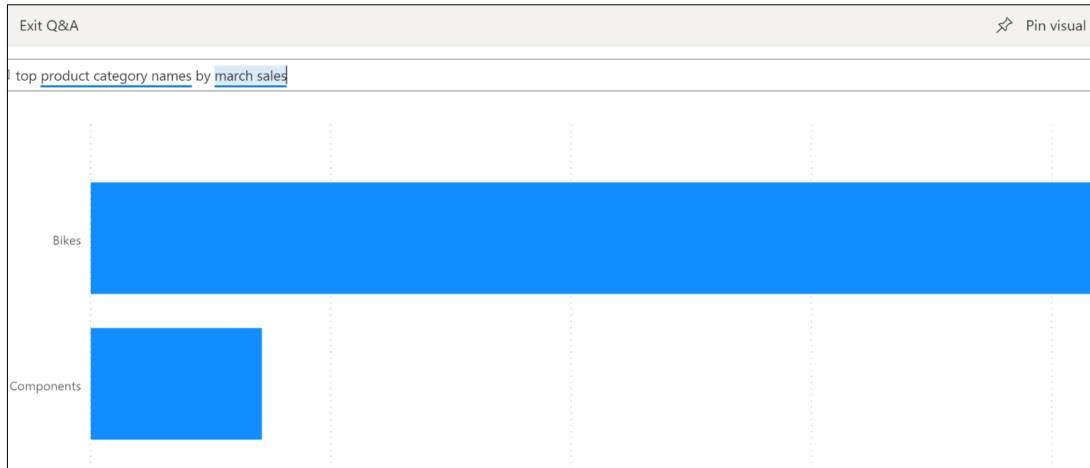 Exit Q&A
Pin visual
top product category names by march sales
Bikes
Components